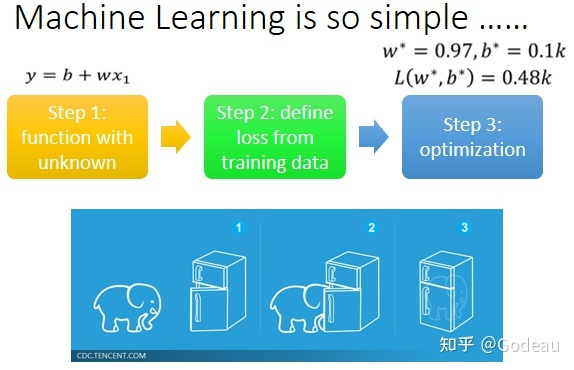 Machine Learning is so simple ......
w* = 0.97, b* = 0.1k
y = b + wx₁
L(w*, b*) = 0.48k
Step 1:
function with
unknown
Step 2: define
loss from
training data
Step 3:
optimization
1
2
3
知乎 @Godeau
CDC.TENCENT.COM